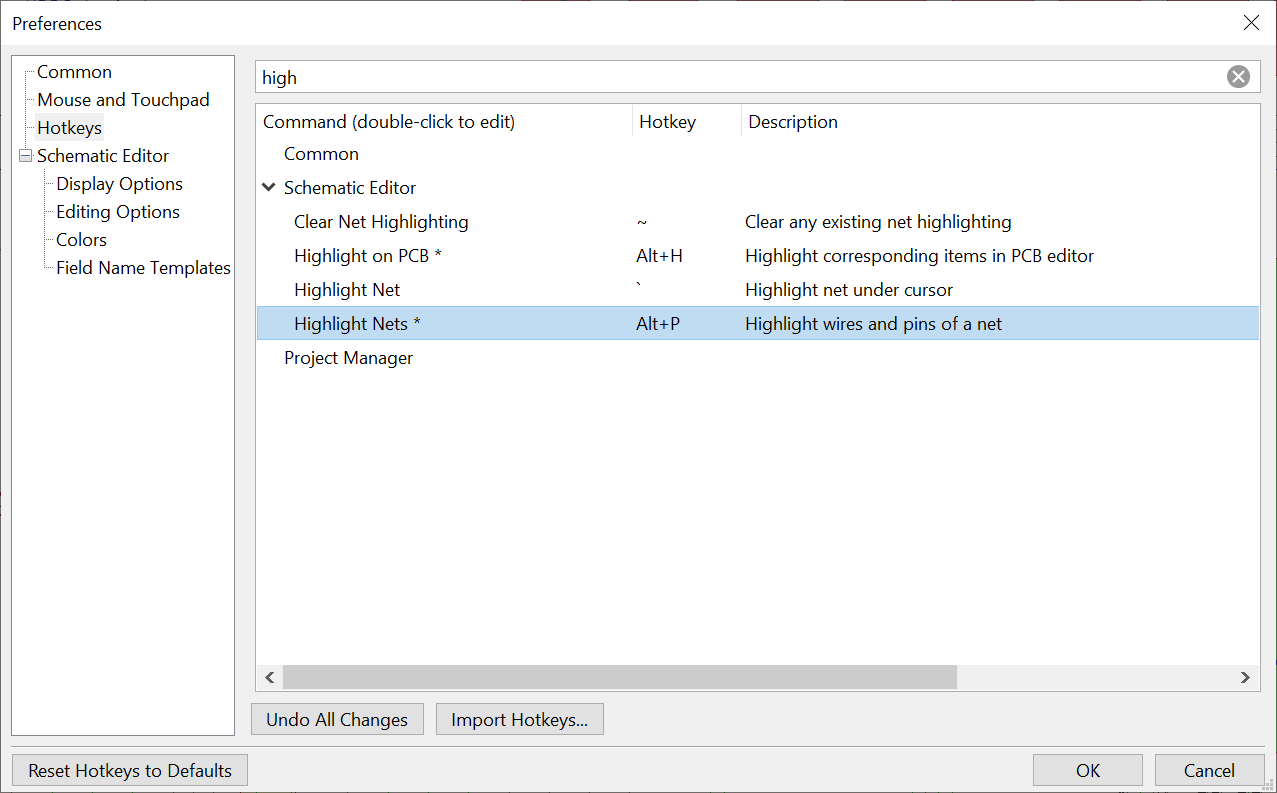 Preferences
Common
Mouse and Touchpad
Hotkeys
Schematic Editor
Display Options
Editing Options
Colors
Field Name Templates
high
Command (double-click to edit) Hotkey Description
Common
Schematic Editor
Clear Net Highlighting ~ Clear any existing net highlighting
Highlight on PCB * Alt+H Highlight corresponding items in PCB editor
Highlight Net ` Highlight net under cursor
Highlight Nets * Alt+P Highlight wires and pins of a net
Project Manager
Undo All Changes Import Hotkeys...
Reset Hotkeys to Defaults OK Cancel